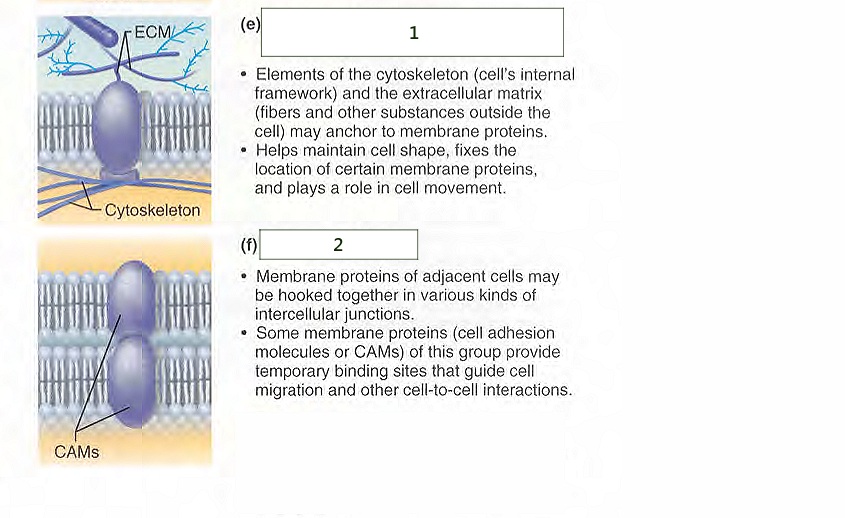 ECM
Cytoskeleton
(e)
1
• Elements of the cytoskeleton (cell's internal
framework) and the extracellular matrix
(fibers and other substances outside the
cell) may anchor to membrane proteins.
• Helps maintain cell shape, fixes the
location of certain membrane proteins,
and plays a role in cell movement.
CAMs
(f)
2
• Membrane proteins of adjacent cells may
be hooked together in various kinds of
intercellular junctions.
• Some membrane proteins (cell adhesion
molecules or CAMs) of this group provide
temporary binding sites that guide cell
migration and other cell-to-cell interactions.